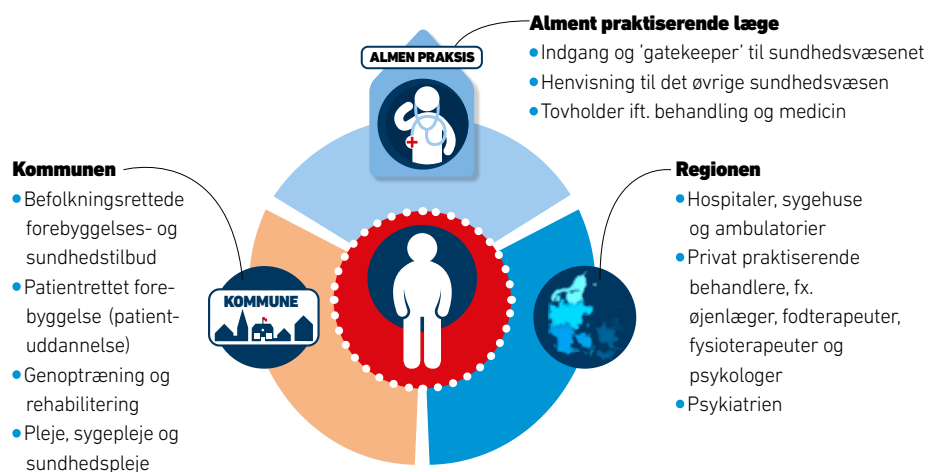 Alment praktiserende læge
• Indgang og 'gatekeeper' til sundhedsvæsenet
• Henvisning til det øvrige sundhedsvæsen
• Tovholder ift. behandling og medicin
ALMEN PRAKSIS
Kommunen
• Befolkningsrettede
forebyggelses- og
sundhedstilbud
• Patientrettet fore-
byggelse (patient-
uddannelse)
• Genoptræning og
rehabilitering
• Pleje, sygepleje og
sundhedspleje
KOMMUNE
Regionen
• Hospitaler, sygehuse
og ambulatorier
• Privat praktiserende
behandlere, fx.
øjenlæger, fodterapeuter,
fysioterapeuter og
psykologer
• Psykiatrien